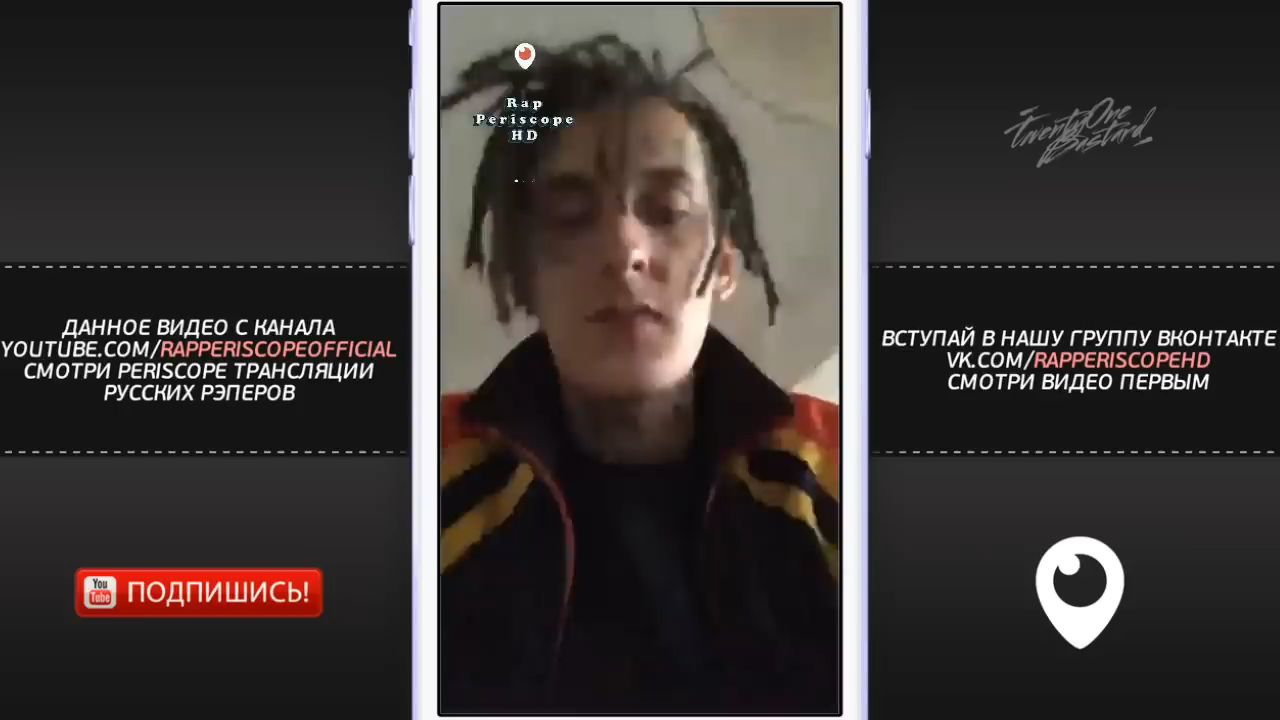 Rap
Periscope
HD
TwentyOne
Bastard
ДАННОЕ ВИДЕО С КАНАЛА
YOUTUBE.COM/RAPPERISCOPEOFFICIAL
СМОТРИ PERISCOPE ТРАНСЛЯЦИИ
РУССКИХ РЭПЕРОВ
ВСТУПАЙ В НАШУ ГРУППУ ВКОНТАКТЕ
VK.COM/RAPPERISCOPEHD
СМОТРИ ВИДЕО ПЕРВЫМ
You
Tube
ПОДПИШИСЬ!